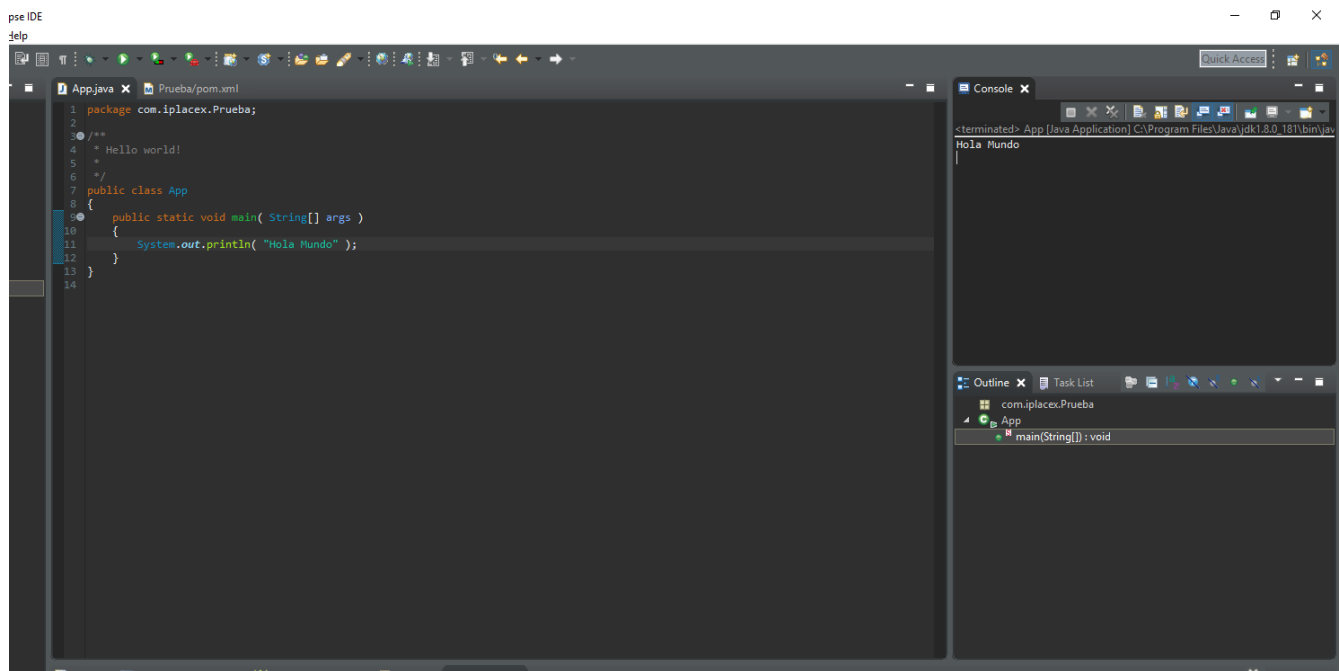 pse IDE
Help
Quick Access
App.java
Prueba/pom.xml
1 package com.iplacex.Prueba;
2
3 /**
4 * Hello world!
5 *
6 */
7 public class App
8 {
9 public static void main( String[] args )
10 {
11 System.out.println( "Hola Mundo" );
12 }
13 }
14
Console
<terminated> App [Java Application] C:\Program Files\Java\jdk1.8.0_181\bin\jav
Hola Mundo
Outline
Task List
com.iplacex.Prueba
App
main(String[]) : void